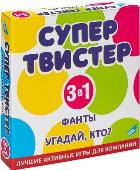 СУПЕР
ТВИСТЕР
3в1
ФАНТЫ
УГАДАЙ, КТО?
ЛУЧШИЕ АКТИВНЫЕ ИГРЫ ДЛЯ КОМПАНИИ